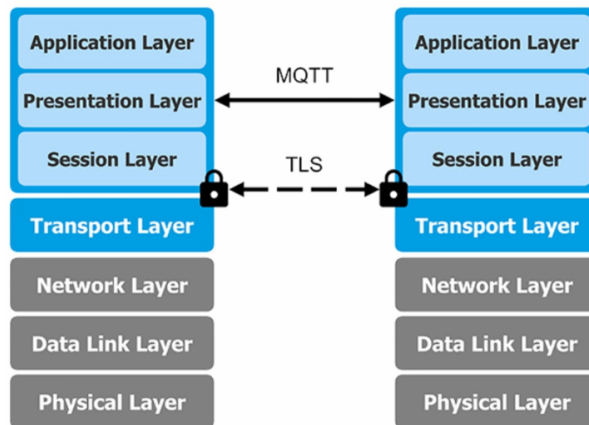 Application Layer
Presentation Layer
Session Layer
Transport Layer
Network Layer
Data Link Layer
Physical Layer
MQTT
TLS
Application Layer
Presentation Layer
Session Layer
Transport Layer
Network Layer
Data Link Layer
Physical Layer